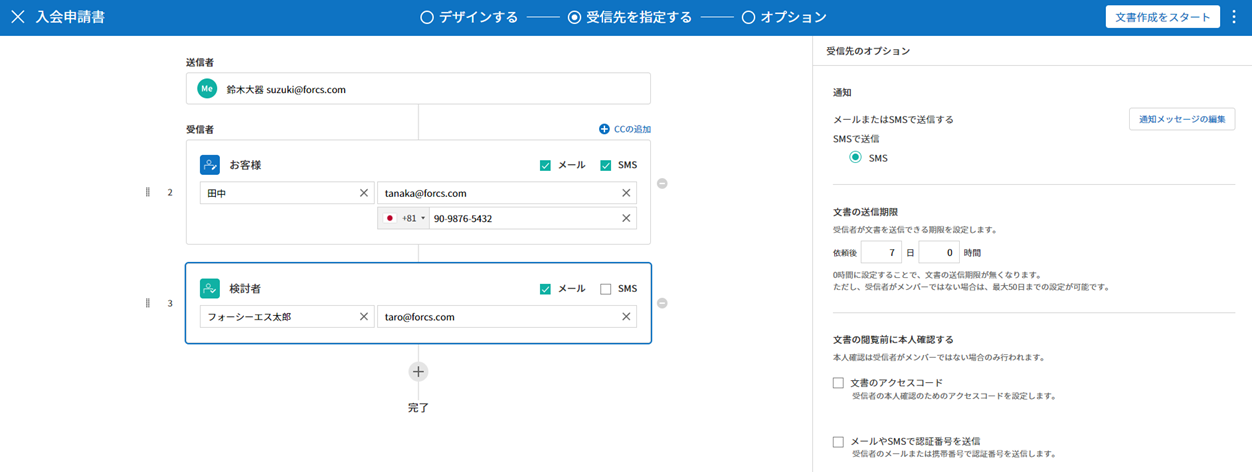 入会申請書
デザインする
受信先を指定する
オプション
文書作成をスタート
送信者
Me
鈴木大器 suzuki@forcs.com
受信者
CCの追加
2
お客様
メール
SMS
田中
tanaka@forcs.com
+81
90-9876-5432
3
検討者
メール
SMS
フォーシーエス太郎
taro@forcs.com
完了
受信先のオプション
通知
メールまたはSMSで送信する
通知メッセージの編集
SMSで送信
SMS
文書の送信期限
受信者が文書を送信できる期限を設定します。
依頼後 7 日 0 時間
0時間に設定することで、文書の送信期限が無くなります。
ただし、受信者がメンバーではない場合は、最大50日までの設定が可能です。
文書の閲覧前に本人確認する
本人確認は受信者がメンバーではない場合のみ行われます。
文書のアクセスコード
受信者の本人確認のためのアクセスコードを設定します。
メールやSMSで認証番号を送信
受信者のメールまたは携帯番号で認証番号を送信します。